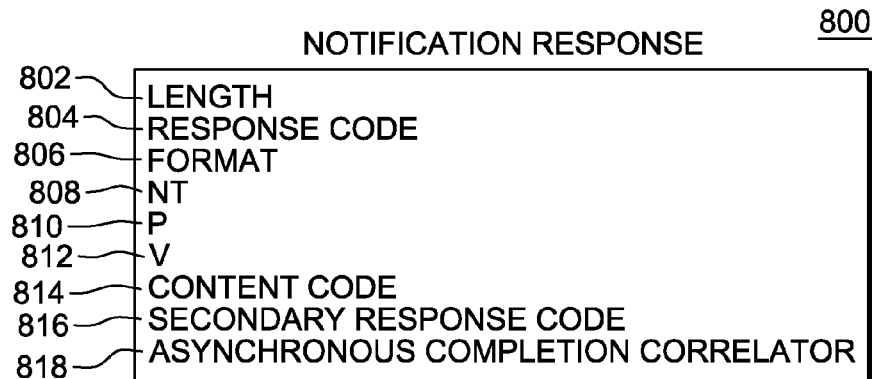 800
NOTIFICATION RESPONSE
802 LENGTH
804 RESPONSE CODE
806 FORMAT
808 NT
810 P
812 V
814 CONTENT CODE
816 SECONDARY RESPONSE CODE
818 ASYNCHRONOUS COMPLETION CORRELATOR